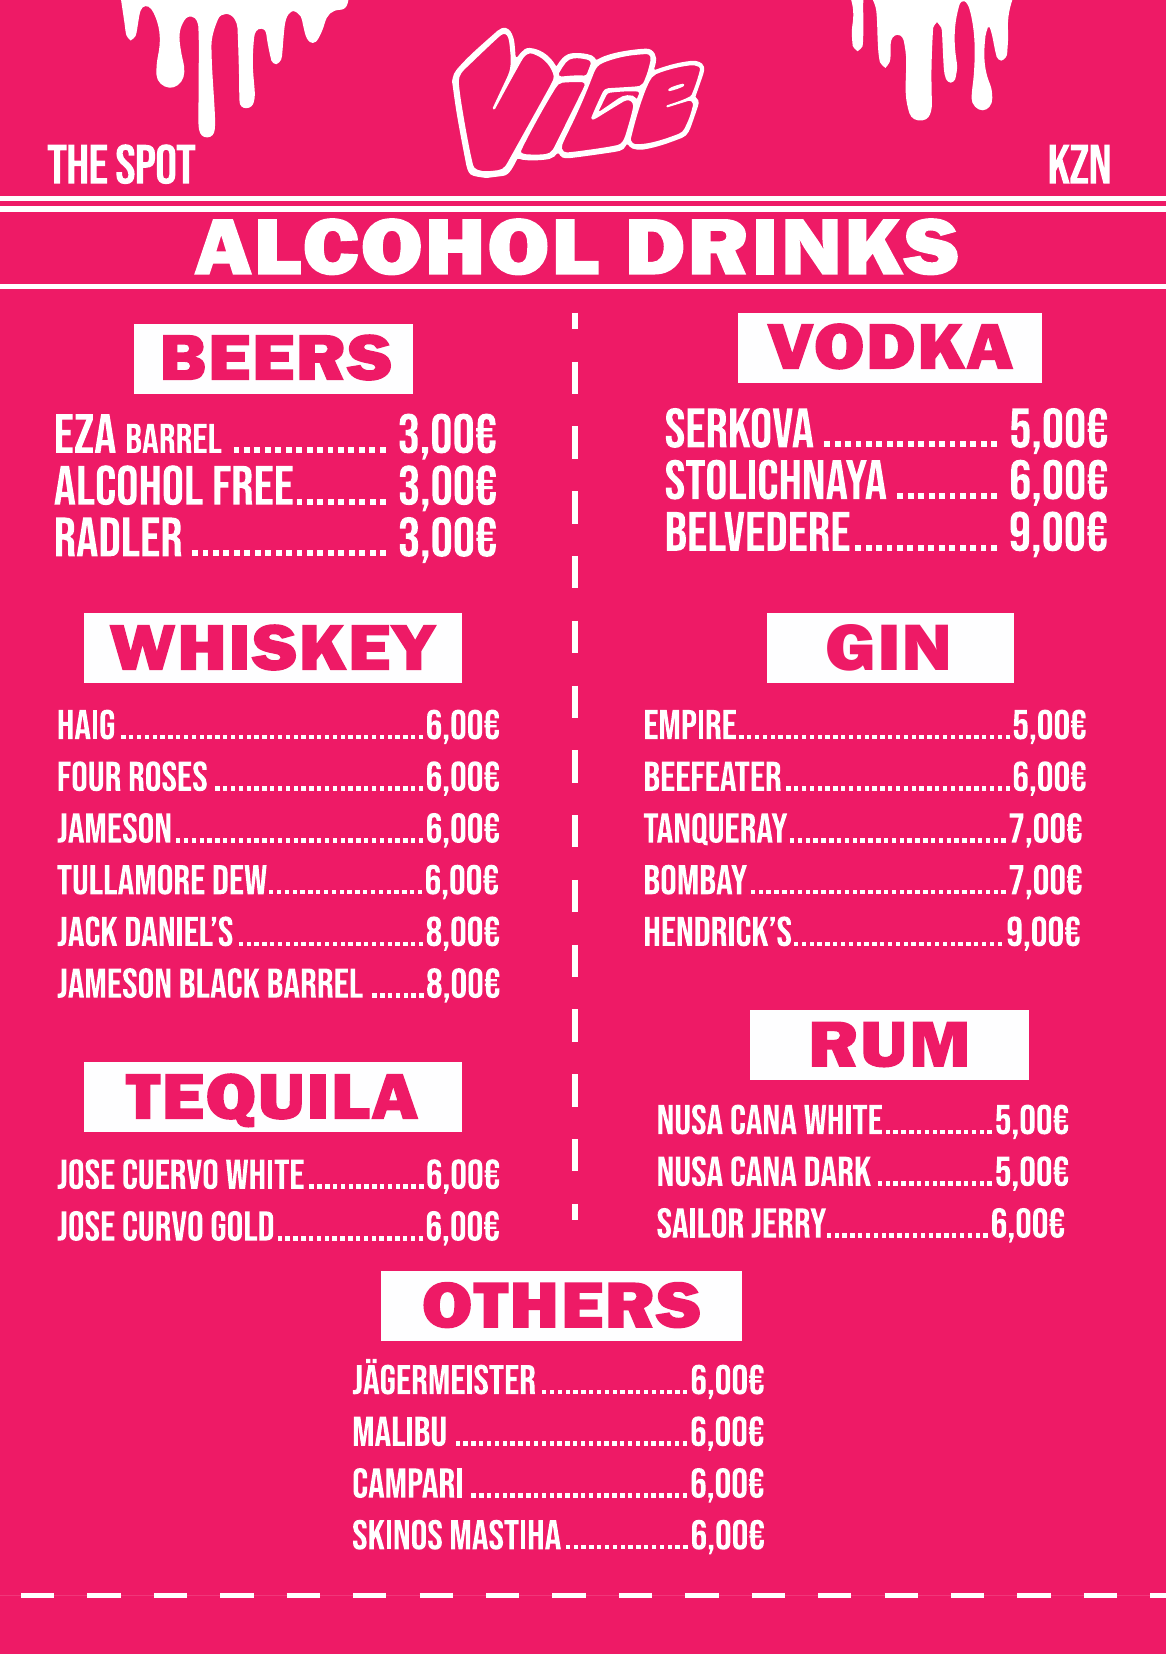 Vice
THE SPOT
KZN
ALCOHOL DRINKS
BEERS
EZA BARREL ............... 3,00€
ALCOHOL FREE......... 3,00€
RADLER ................... 3,00€
WHISKEY
HAIG .......................................6,00€
FOUR ROSES ...........................6,00€
JAMESON ................................6,00€
TULLAMORE DEW....................6,00€
JACK DANIEL’S ........................8,00€
JAMESON BLACK BARREL .......8,00€
TEQUILA
JOSE CUERVO WHITE...............6,00€
JOSE CURVO GOLD...................6,00€
VODKA
SERKOVA ................. 5,00€
STOLICHNAYA .......... 6,00€
BELVEDERE.............. 9,00€
GIN
EMPIRE...................................5,00€
BEEFEATER.............................6,00€
TANQUERAY............................7,00€
BOMBAY .................................7,00€
HENDRICK’S...........................9,00€
RUM
NUSA CANA WHITE..............5,00€
NUSA CANA DARK ...............5,00€
SAILOR JERRY.....................6,00€
OTHERS
JÄGERMEISTER ...................6,00€
MALIBU ..............................6,00€
CAMPARI ............................6,00€
SKINOS MASTIHA ................6,00€